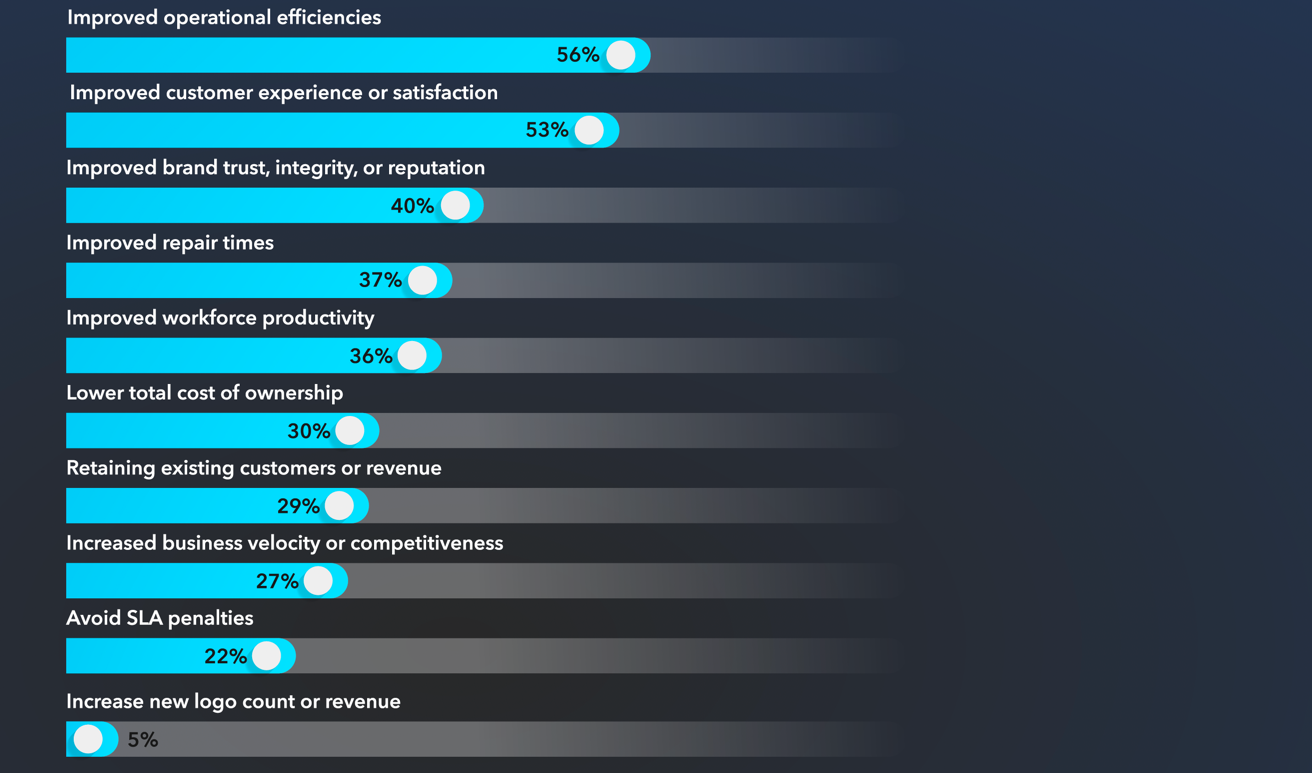 Improved operational efficiencies
56%
Improved customer experience or satisfaction
53%
Improved brand trust, integrity, or reputation
40%
Improved repair times
37%
Improved workforce productivity
36%
Lower total cost of ownership
30%
Retaining existing customers or revenue
29%
Increased business velocity or competitiveness
27%
Avoid SLA penalties
22%
Increase new logo count or revenue
5%